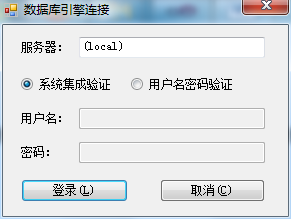 数据库引擎连接
服务器： (local)
系统集成验证 用户名密码验证
用户名：
密码：
登录(L) 取消(C)